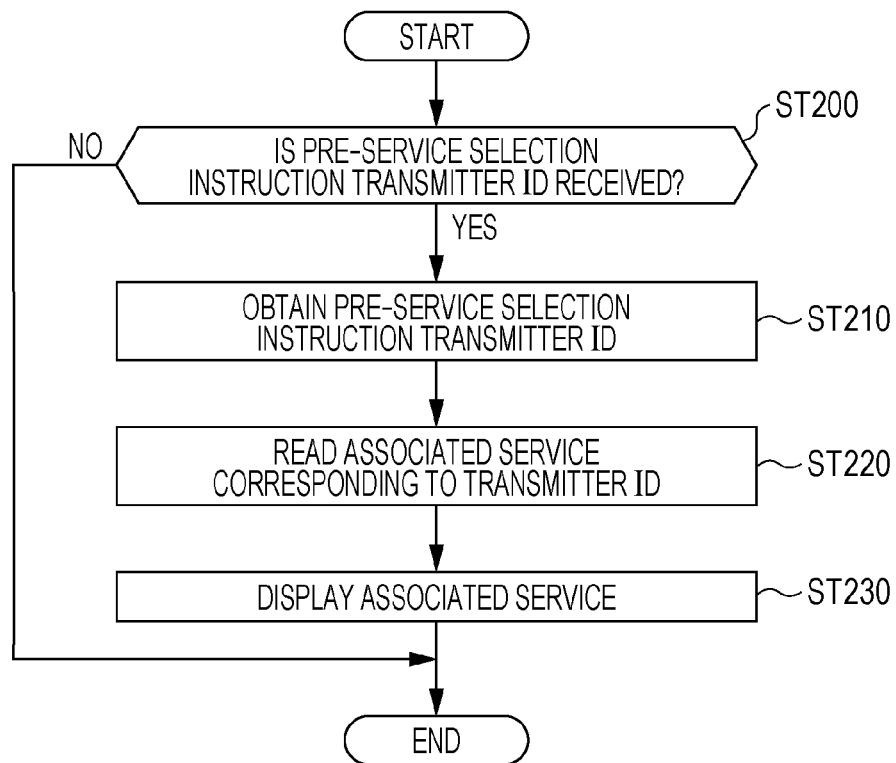 START
ST200
NO
IS PRE-SERVICE SELECTION
INSTRUCTION TRANSMITTER ID RECEIVED?
YES
OBTAIN PRE-SERVICE SELECTION
INSTRUCTION TRANSMITTER ID
ST210
READ ASSOCIATED SERVICE
CORRESPONDING TO TRANSMITTER ID
ST220
DISPLAY ASSOCIATED SERVICE
ST230
END